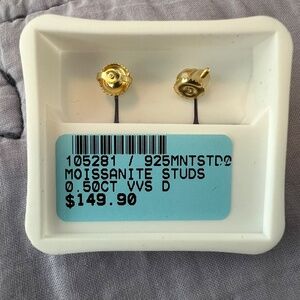 105281 / 925MNTSTD0
MOISSANITE STUDS
0.50CT VVS D
$149.90